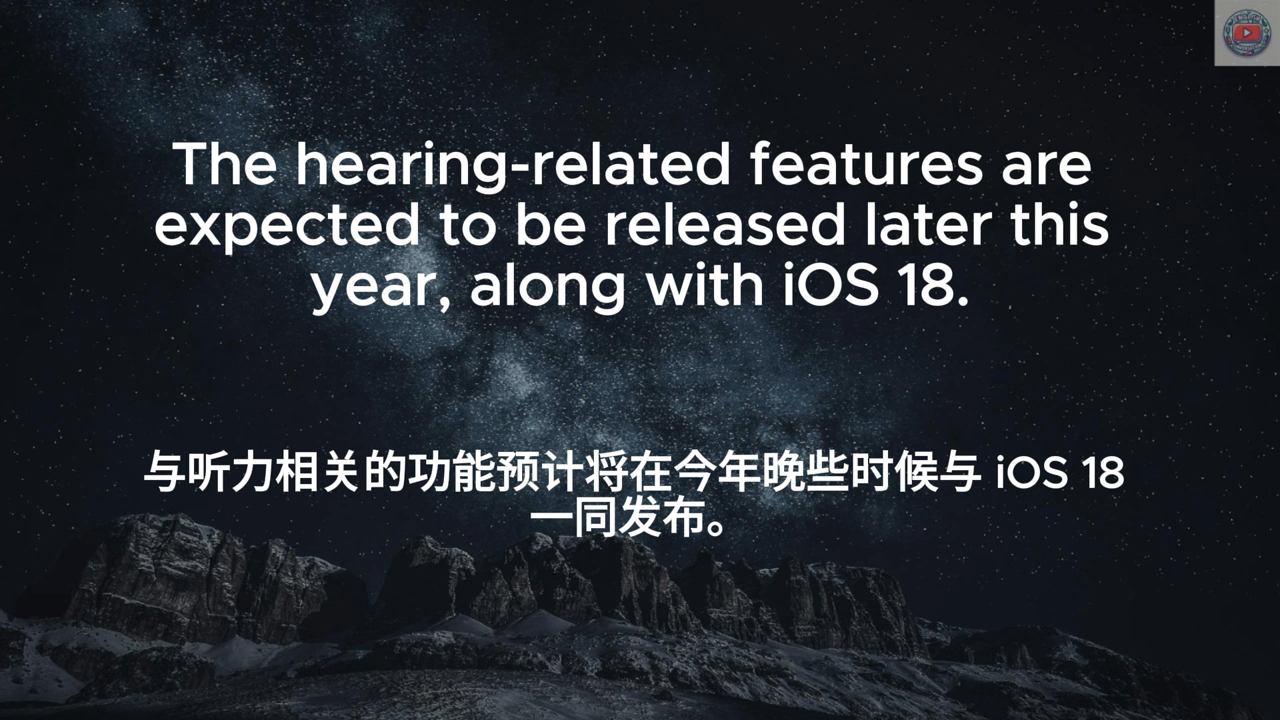 The hearing-related features are
expected to be released later this
year, along with iOS 18.
与听力相关的功能预计将在今年晚些时候与 iOS 18
一同发布。